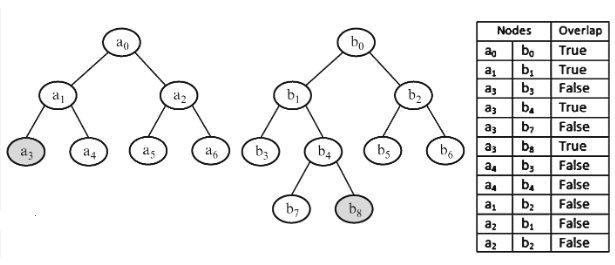 a0 b0
a1 a2 b1 b2
a3 a4 a5 a6 b3 b4 b5 b6
b7 b8
Nodes Overlap
a0 b0 True
a1 b1 True
a3 b3 False
a3 b4 True
a3 b7 False
a3 b8 True
a4 b3 False
a4 b4 False
a1 b2 False
a2 b1 False
a2 b2 False